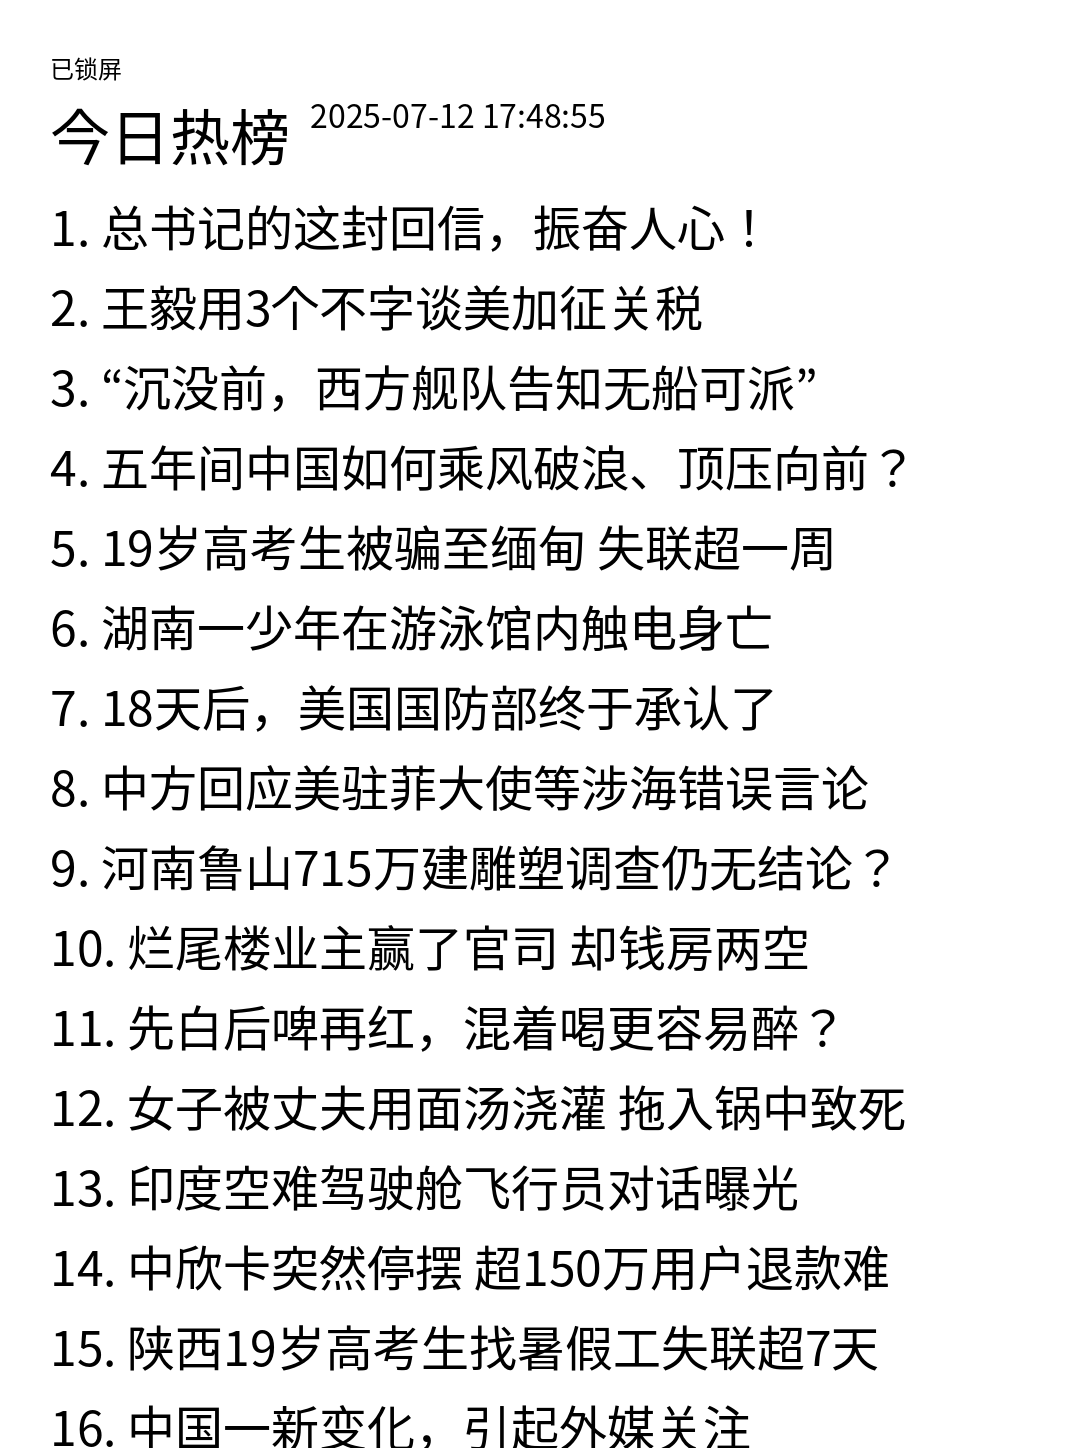 已锁屏
今日热榜 2025-07-12 17:48:55
1. 总书记的这封回信，振奋人心！
2. 王毅用3个不字谈美加征关税
3. “沉没前，西方舰队告知无船可派”
4. 五年间中国如何乘风破浪、顶压向前？
5. 19岁高考生被骗至缅甸 失联超一周
6. 湖南一少年在游泳馆内触电身亡
7. 18天后，美国国防部终于承认了
8. 中方回应美驻菲大使等涉海错误言论
9. 河南鲁山715万建雕塑调查仍无结论？
10. 烂尾楼业主赢了官司 却钱房两空
11. 先白后啤再红，混着喝更容易醉？
12. 女子被丈夫用面汤浇灌 拖入锅中致死
13. 印度空难驾驶舱飞行员对话曝光
14. 中欣卡突然停摆 超150万用户退款难
15. 陕西19岁高考生找暑假工失联超7天
16. 中国一新变化，引起外媒关注